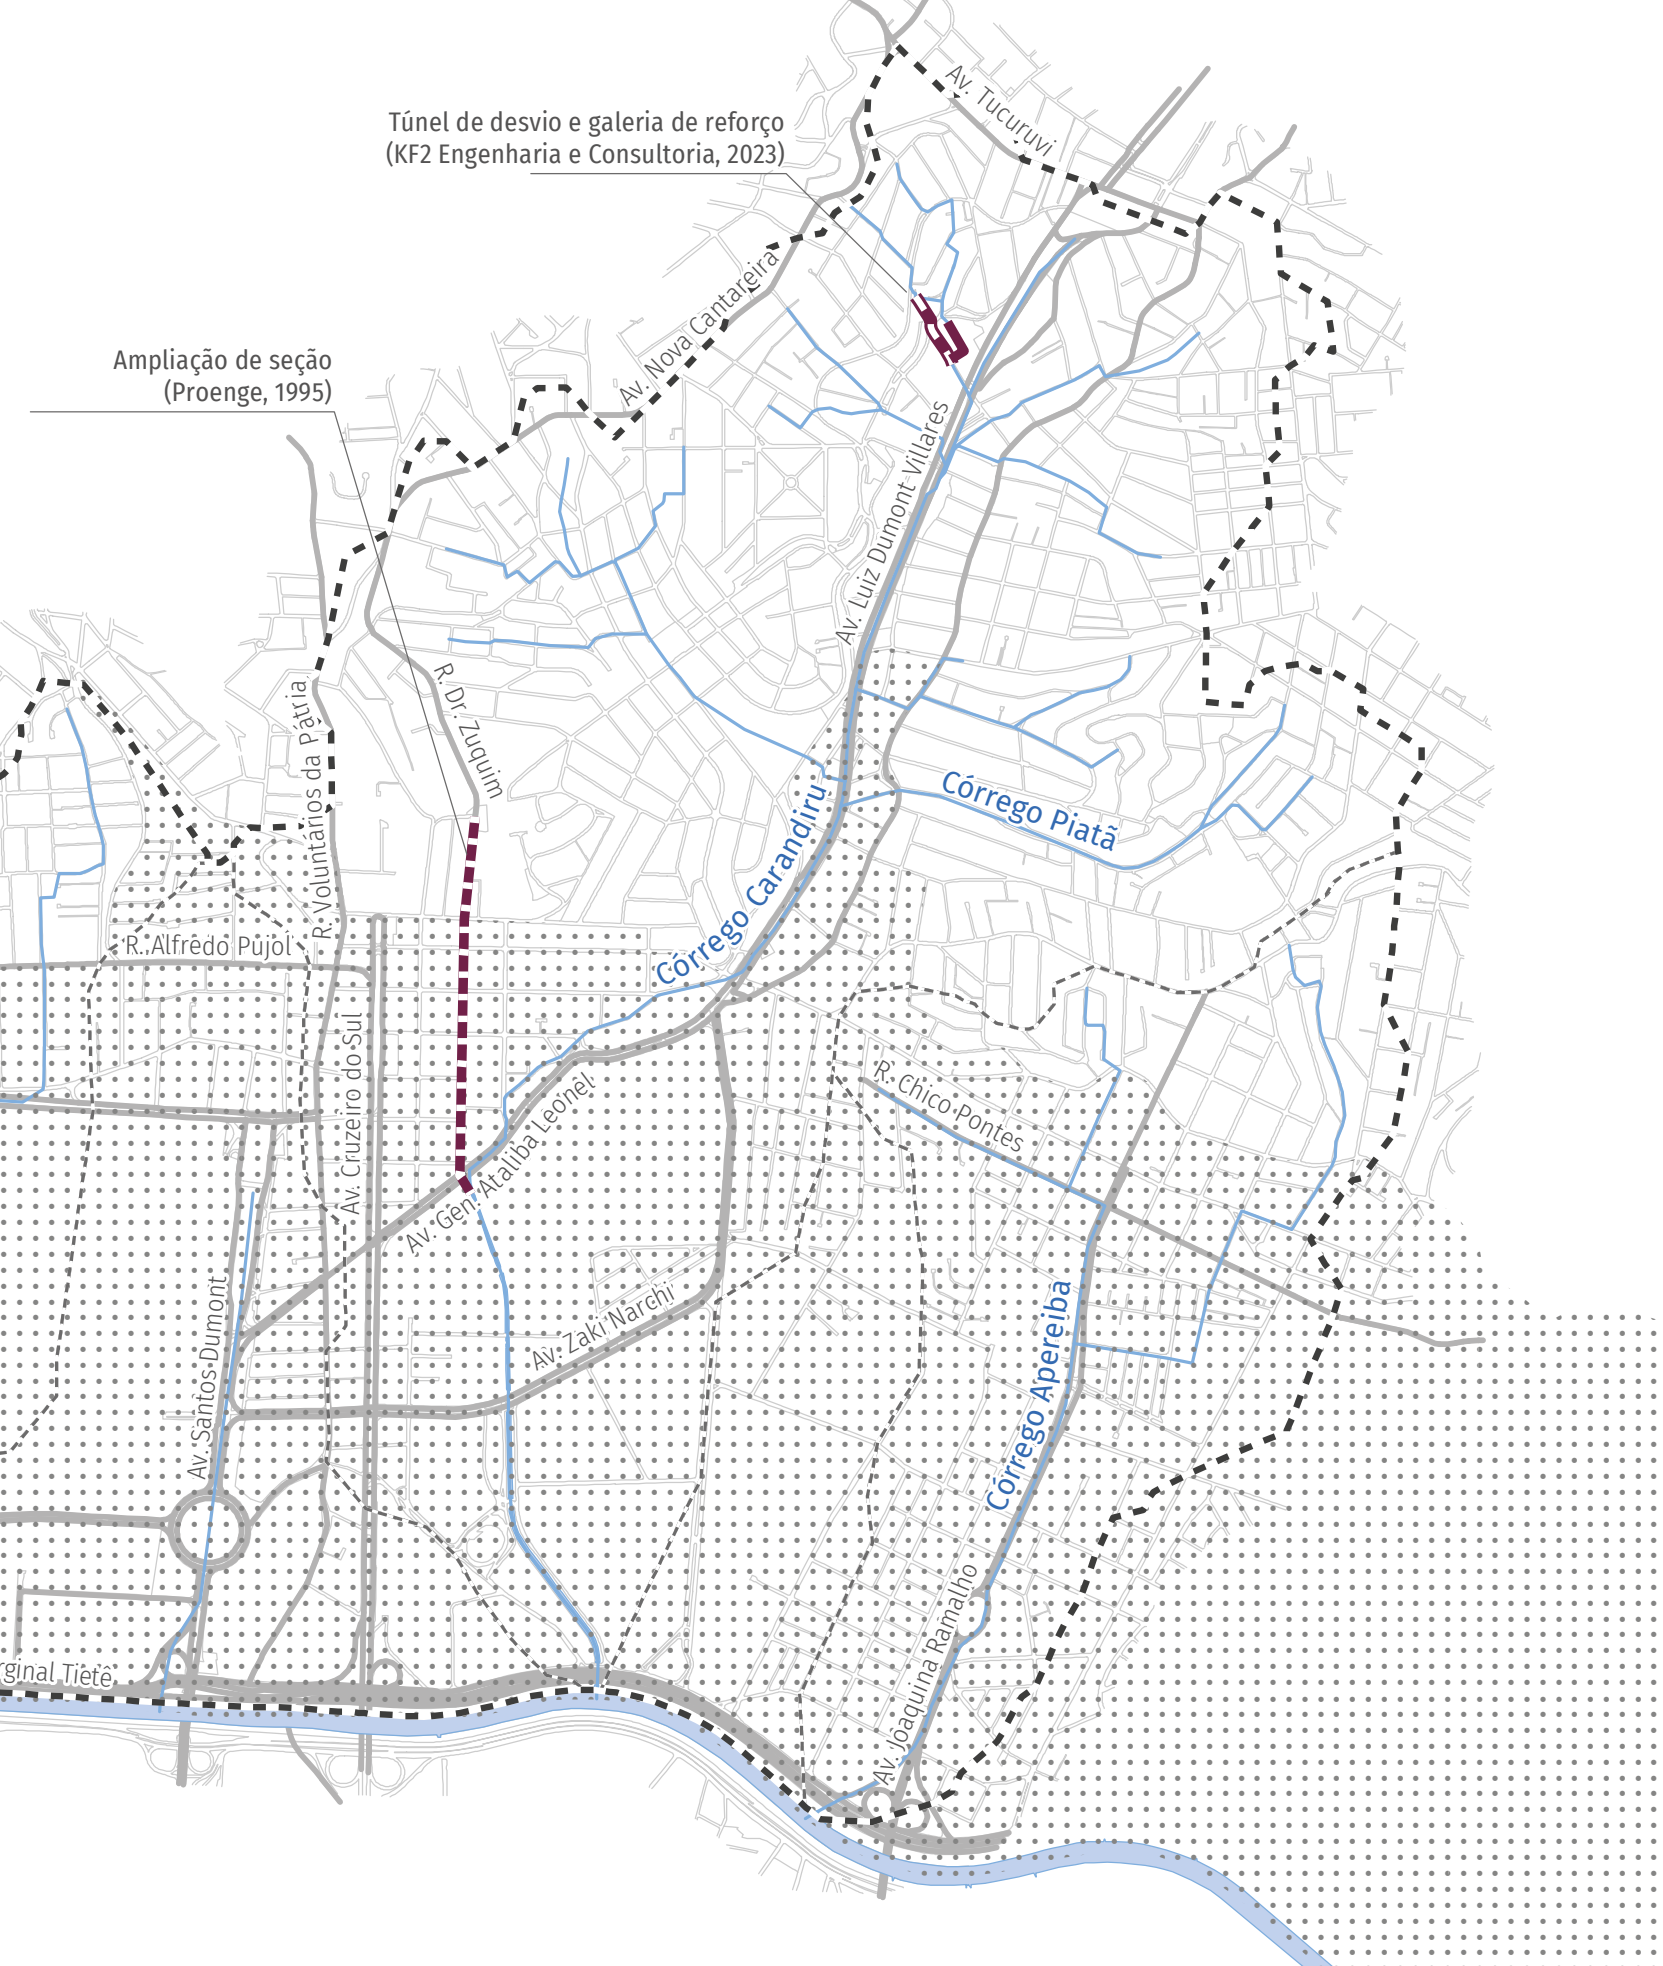 Av. Tucuruvi
Túnel de desvio e galeria de reforço
(KF2 Engenharia e Consultoria, 2023)
Av. Nova Cantareira
Ampliação de seção
(Proenge, 1995)
Av. Luiz Dumont Villares
R. Dr. Zuquim
R. Voluntários da Pátria
Córrego Piatã
Córrego Carandiru
R. Alfredo Pujol
Av. Cruzeiro do Sul
R. Chico Pontes
Av. Gen. Ataliba Leonel
Av. Zaki Narchi
Av. Santos Dumont
Córrego Apereiba
Av. Joaquina Ramalho
rginal Tietê